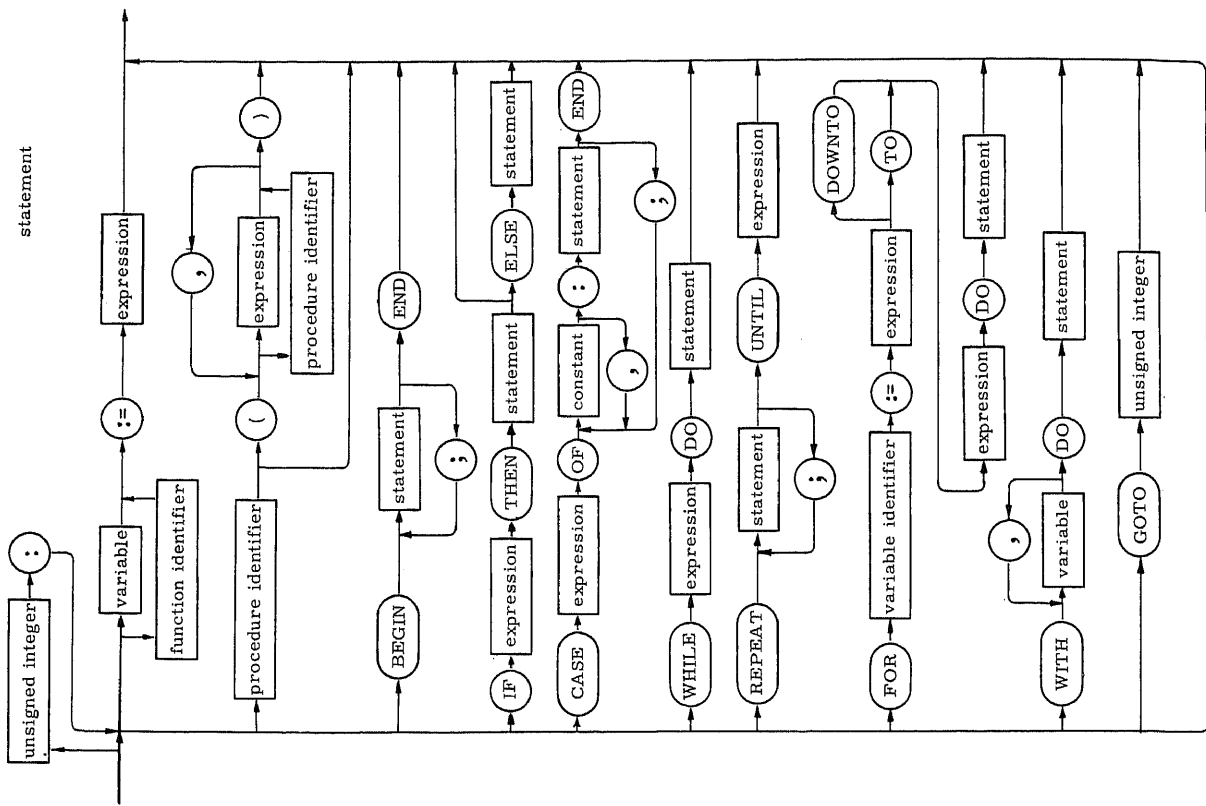 statement
unsigned integer :
variable := expression
function identifier
procedure identifier ( expression , )
procedure identifier
BEGIN statement END
;
IF expression THEN statement ELSE statement
CASE expression OF constant : statement END
, ;
WHILE expression DO statement
REPEAT statement UNTIL expression
;
FOR variable identifier := expression TO
DOWNTO
expression DO statement
WITH variable DO statement
,
GOTO unsigned integer